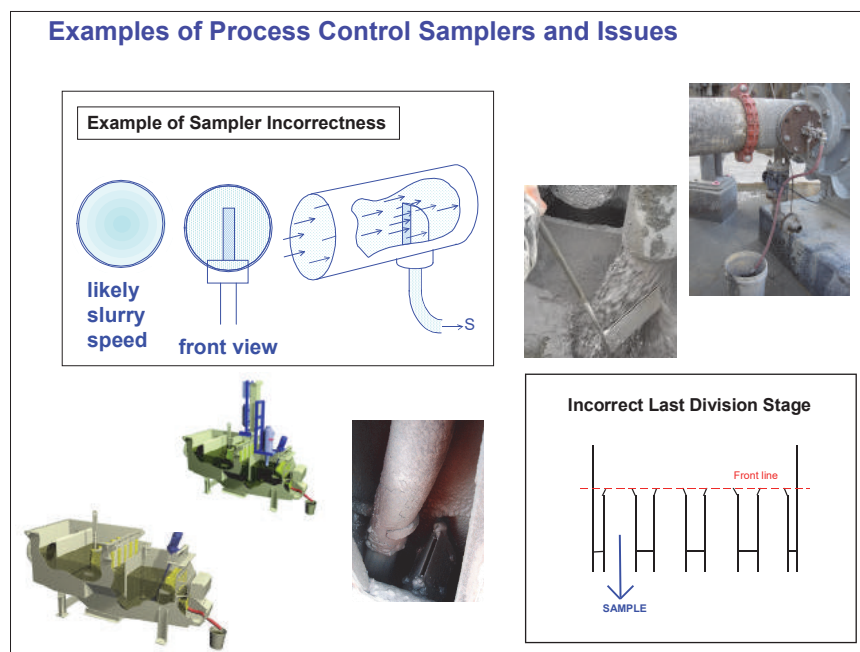 Examples of Process Control Samplers and Issues
Example of Sampler Incorrectness
likely
slurry
speed
front view
S
Incorrect Last Division Stage
Front line
SAMPLE